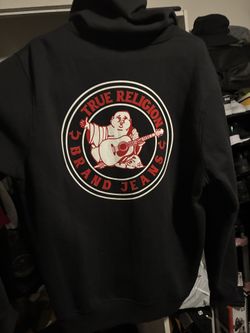 TRUE RELIGION
BRAND JEANS